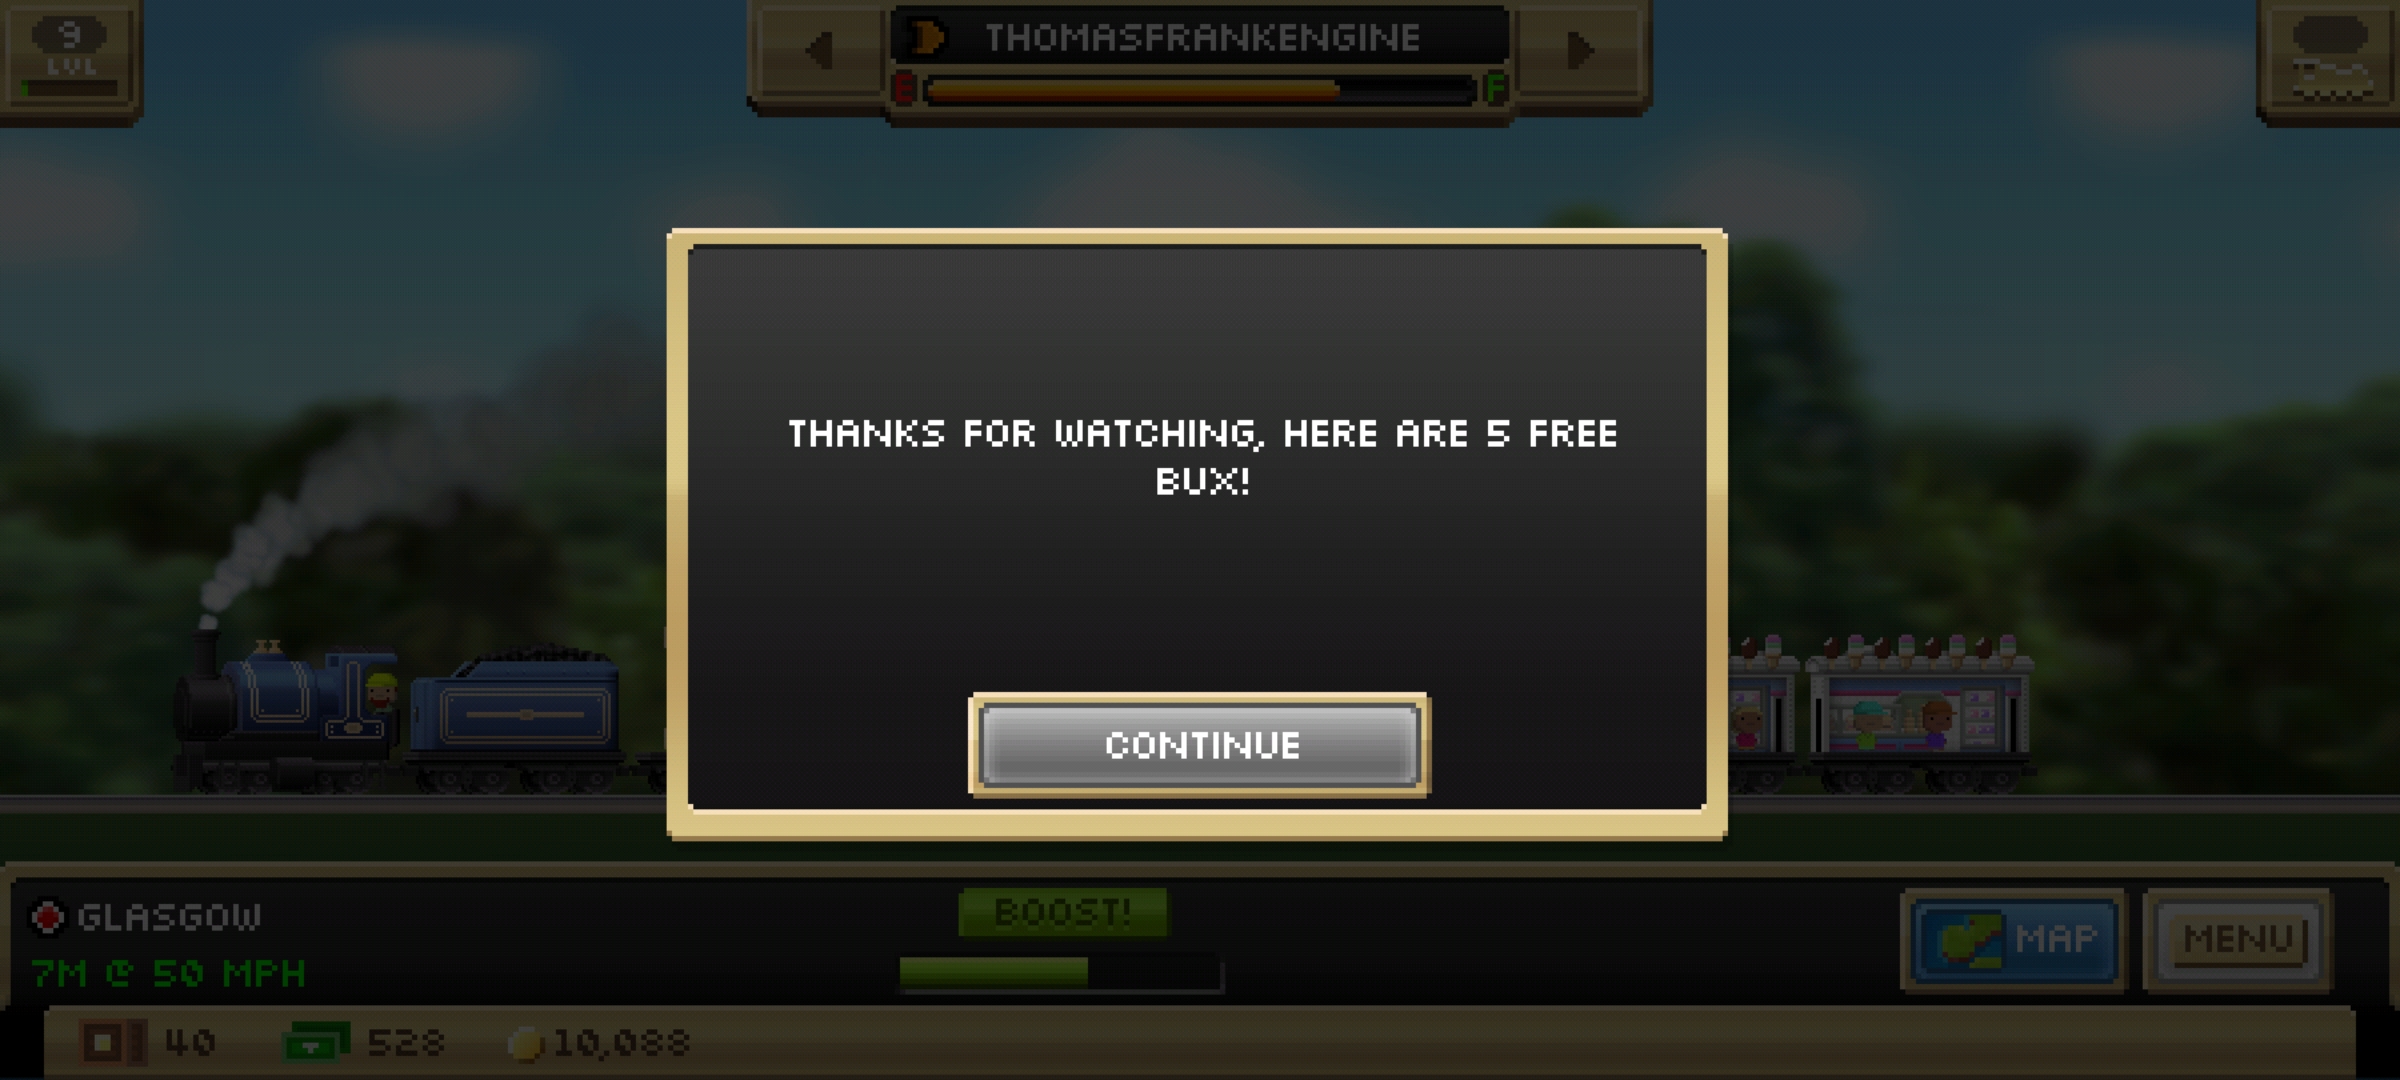 9
LVL
THOMASFRANKENGINE
E F
THANKS FOR WATCHING, HERE ARE 5 FREE
BUX!
CONTINUE
GLASGOW
7M @ 50 MPH
BOOST!
MAP
MENU
40 528 10,088